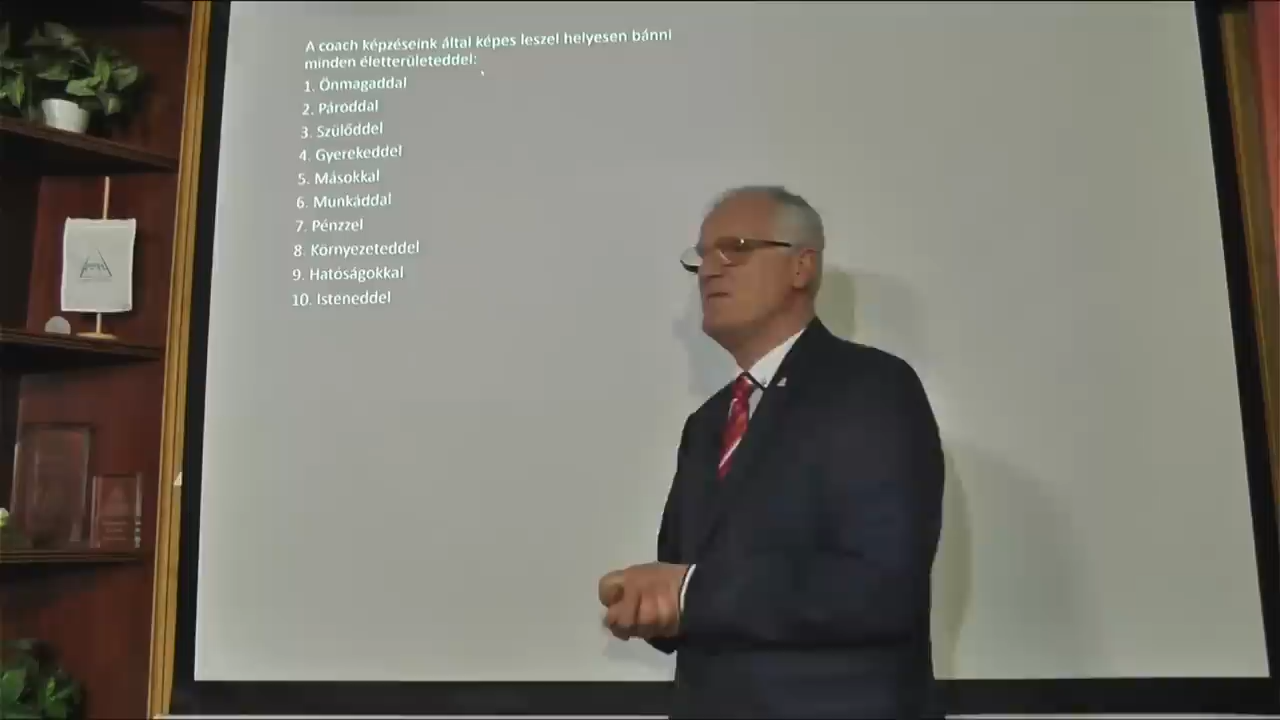 A coach képzéseink által képes leszel helyesen bánni
minden életterületeddel:
1. Önmagaddal
2. Pároddal
3. Szülőddel
4. Gyerekeddel
5. Másokkal
6. Munkáddal
7. Pénzzel
8. Környezeteddel
9. Hatóságokkal
10. Isteneddel